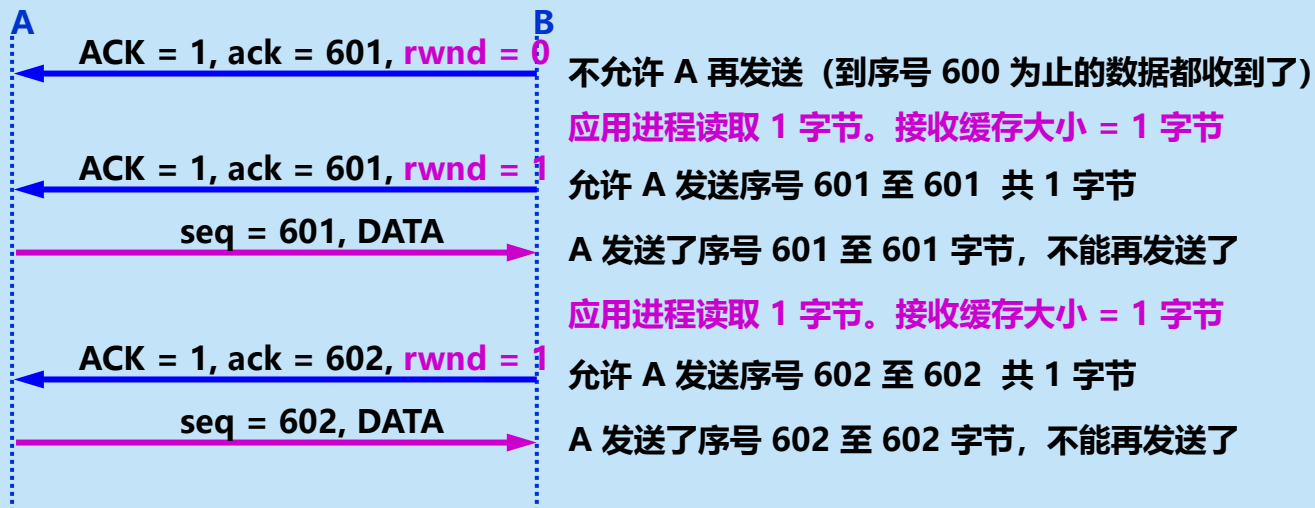 A B
ACK = 1, ack = 601, rwnd = 0
不允许 A 再发送（到序号 600 为止的数据都收到了）
应用进程读取 1 字节。接收缓存大小 = 1 字节
ACK = 1, ack = 601, rwnd = 1
允许 A 发送序号 601 至 601 共 1 字节
seq = 601, DATA
A 发送了序号 601 至 601 字节，不能再发送了
应用进程读取 1 字节。接收缓存大小 = 1 字节
ACK = 1, ack = 602, rwnd = 1
允许 A 发送序号 602 至 602 共 1 字节
seq = 602, DATA
A 发送了序号 602 至 602 字节，不能再发送了